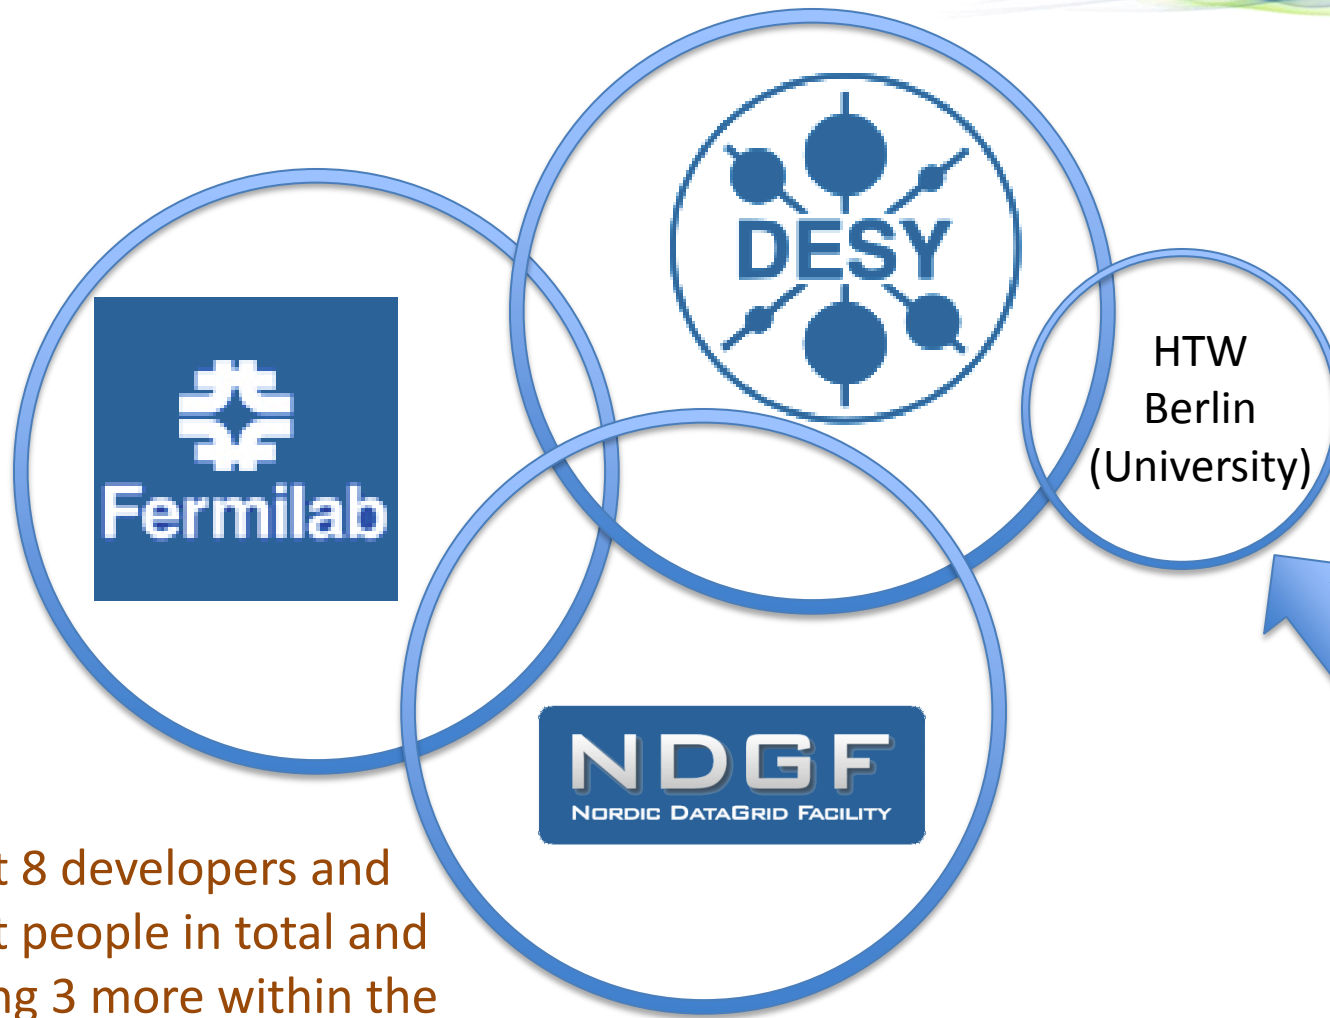 DESY
HTW
Berlin
(University)
Fermilab
NDGF
NORDIC DATAGRID FACILITY
t 8 developers and
t people in total and
ng 3 more within the